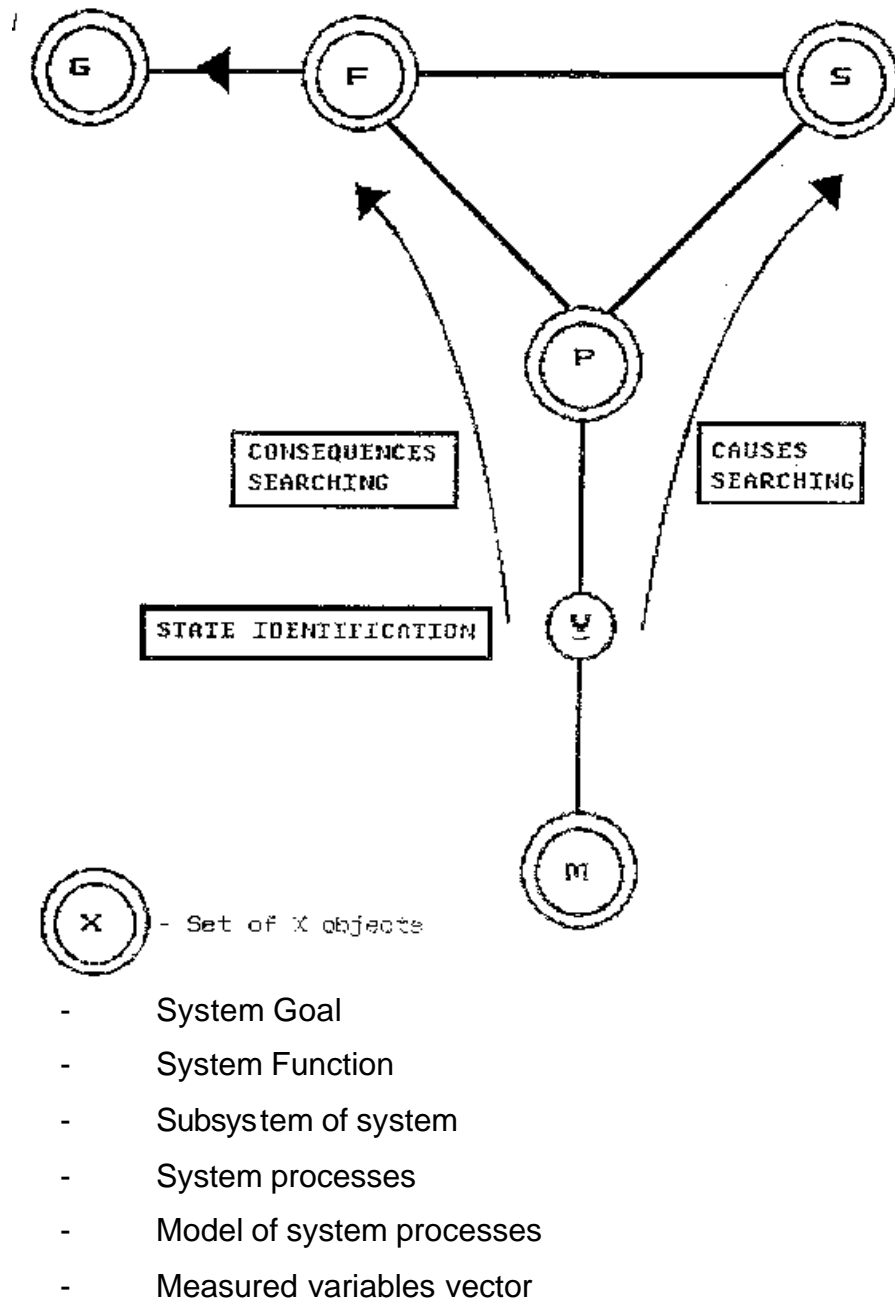 G F S
P
CONSEQUENCES
SEARCHING
CAUSES
SEARCHING
STATE IDENTIFICATION
V
m
X - Set of X objects
- System Goal
- System Function
- Subsystem of system
- System processes
- Model of system processes
- Measured variables vector